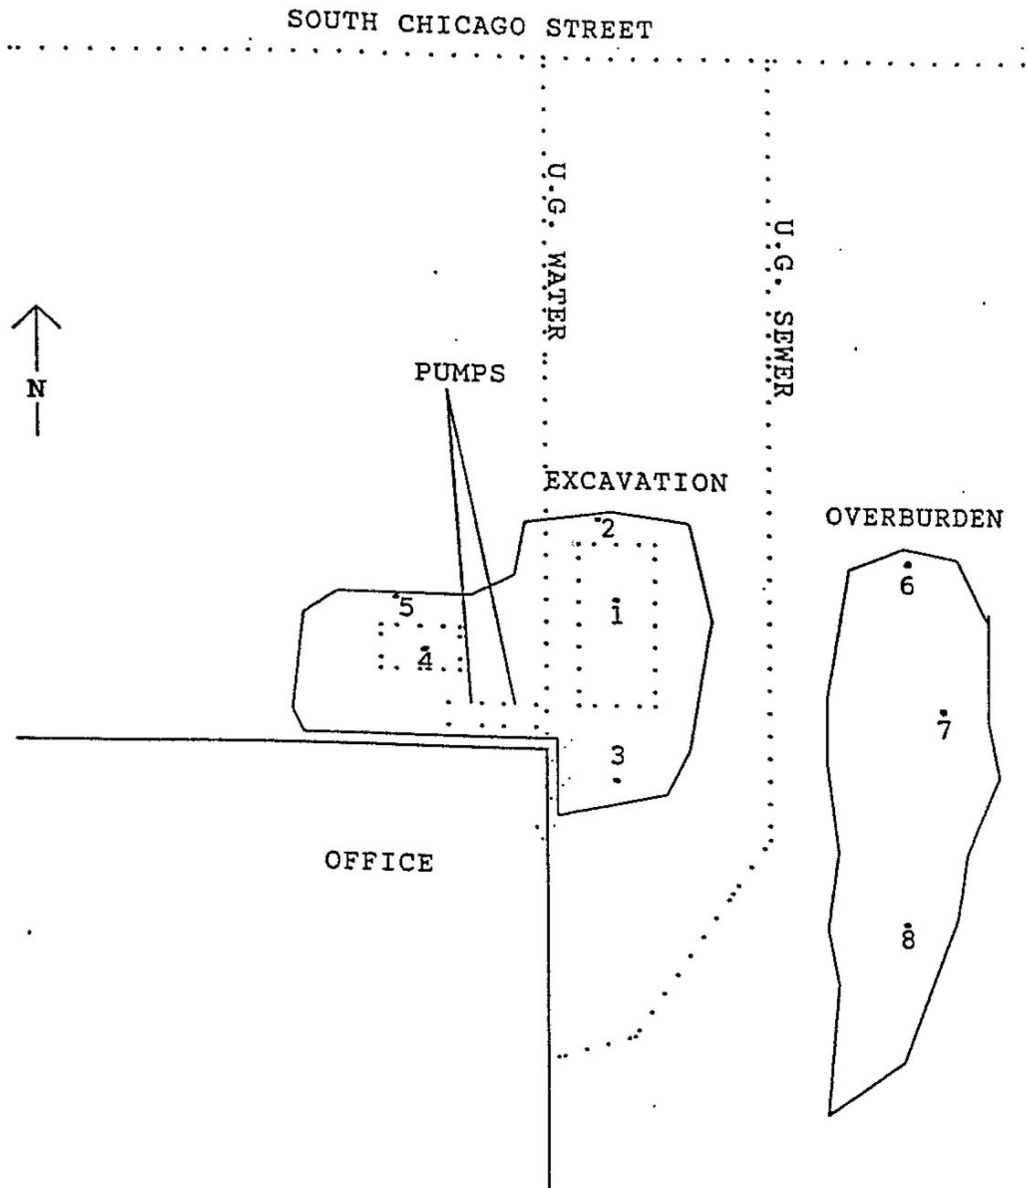 SOUTH CHICAGO STREET
U.G. WATER
U.G. SEWER
N
PUMPS
EXCAVATION
OVERBURDEN
2
6
5
1
4
7
3
OFFICE
8